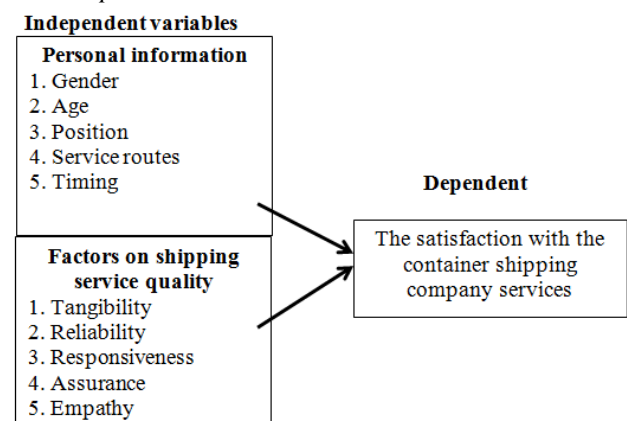 Independent variables
Personal information
1. Gender
2. Age
3. Position
4. Service routes
5. Timing
Dependent
The satisfaction with the
container shipping
company services
Factors on shipping
service quality
1. Tangibility
2. Reliability
3. Responsiveness
4. Assurance
5. Empathy